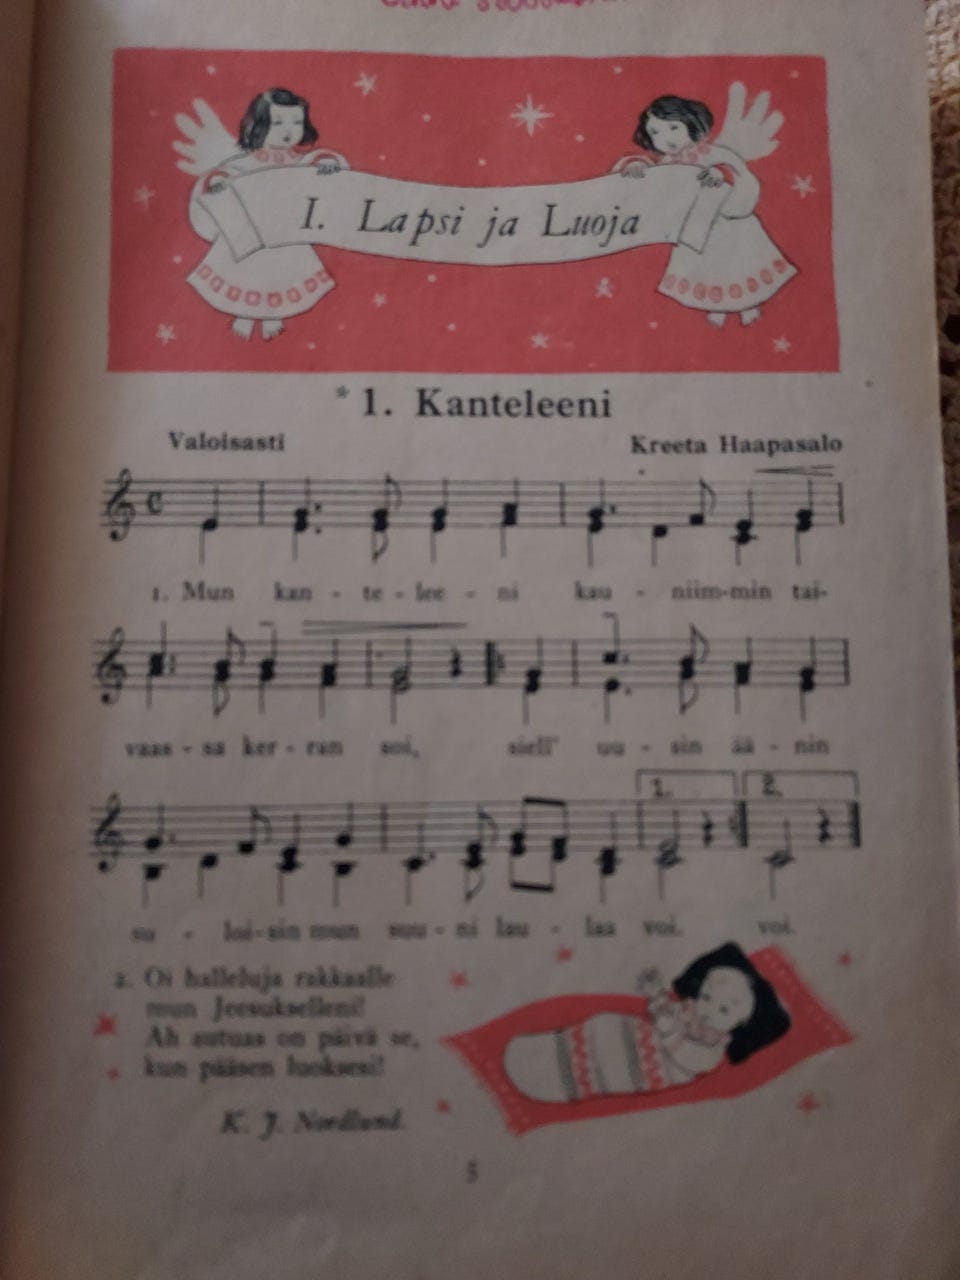 I. Lapsi ja Luoja
* 1. Kanteleeni
Valoisasti
Kreeta Haapasalo
1. Mun kan - te - lee - ni kau - niim-min tai-
vaas - sa ker - ran soi, siell' uu - sin ää - nin
1. 2.
su - loi-sin mun suu - ni lau - laa voi. voi.
2. Oi halleluja rakkaalle
mun Jeesukselleni!
Ah autuas on päivä se,
kun pääsen luoksesi!
K. J. Nordlund.